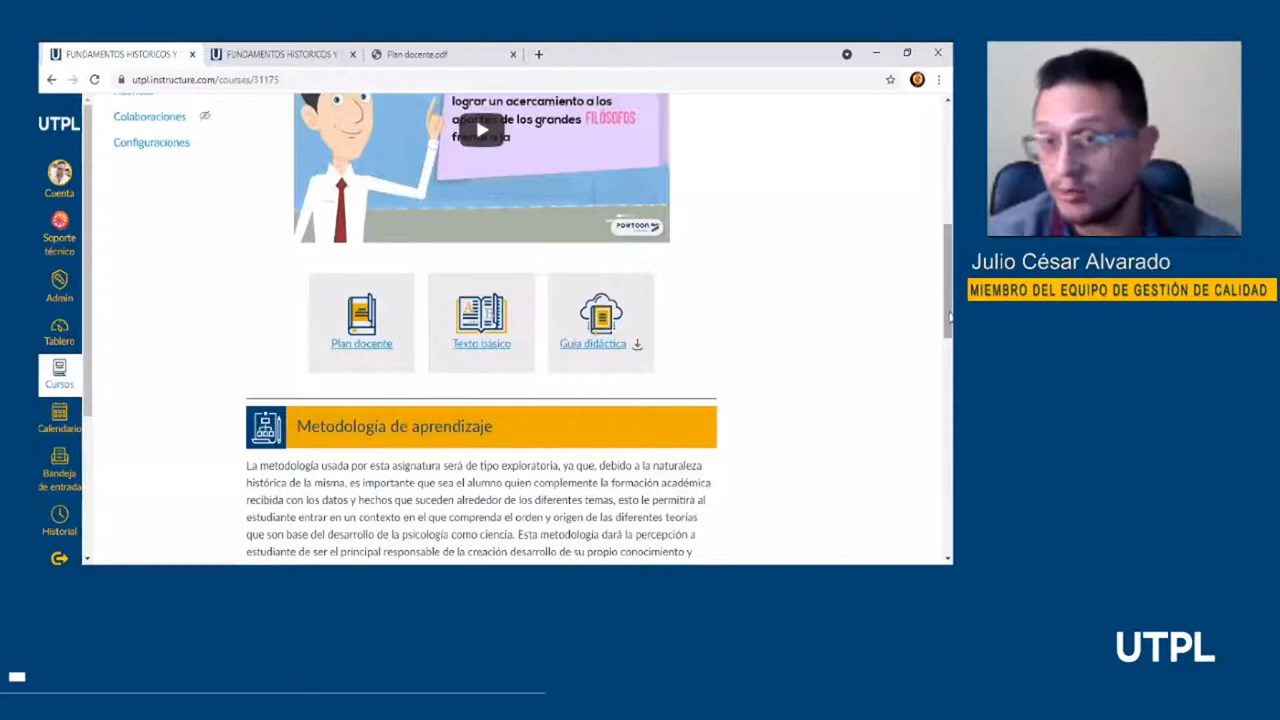 FUNDAMENTOS HISTORICOS Y
FUNDAMENTOS HISTORICOS Y
Plan docente.pdf
utpl.instructure.com/courses/31175
UTPL
Cuenta
Soporte
técnico
Admin
Tablero
Cursos
Calendario
Bandeja
de entrada
Historial
Colaboraciones
Configuraciones
lograr un acercamiento a los
aportes de los grandes FILÓSOFOS
POWTOON
Plan docente
Texto básico
Guía didáctica
Metodología de aprendizaje
La metodología usada por esta asignatura será de tipo exploratoria, ya que, debido a la naturaleza
histórica de la misma, es importante que sea el alumno quien complemente la formación académica
recibida con los datos y hechos que suceden alrededor de los diferentes temas, esto le permitirá al
estudiante entrar en un contexto en el que comprenda el orden y origen de las diferentes teorías
que son base del desarrollo de la psicología como ciencia. Esta metodología dará la percepción a
estudiante de ser el principal responsable de la creación desarrollo de su propio conocimiento y
Julio César Alvarado
MIEMBRO DEL EQUIPO DE GESTIÓN DE CALIDAD
UTPL